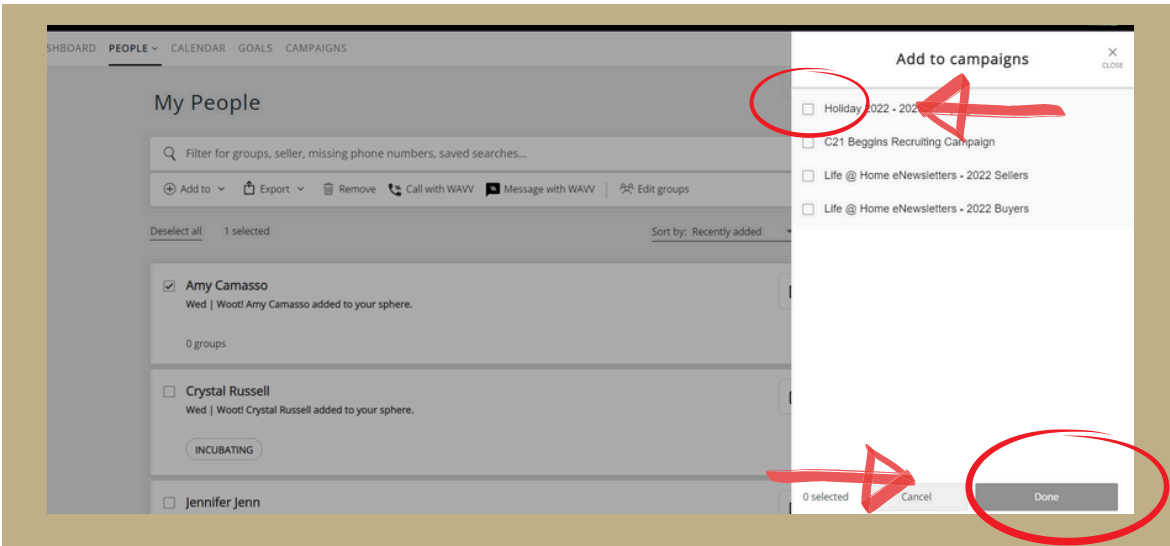 SHBOARD PEOPLE CALENDAR GOALS CAMPAIGNS
My People
Filter for groups, seller, missing phone numbers, saved searches...
Add to Export Remove Call with WAVV Message with WAVV Edit groups
Deselect all 1 selected Sort by: Recently added
Amy Camasso
Wed | Woot! Amy Camasso added to your sphere.
0 groups
Crystal Russell
Wed | Woot! Crystal Russell added to your sphere.
INCUBATING
Jennifer Jenn
Add to campaigns
CLOSE
Holiday 2022 -
C21 Beggins Recruiting Campaign
Life @ Home eNewsletters - 2022 Sellers
Life @ Home eNewsletters - 2022 Buyers
0 selected Cancel Done